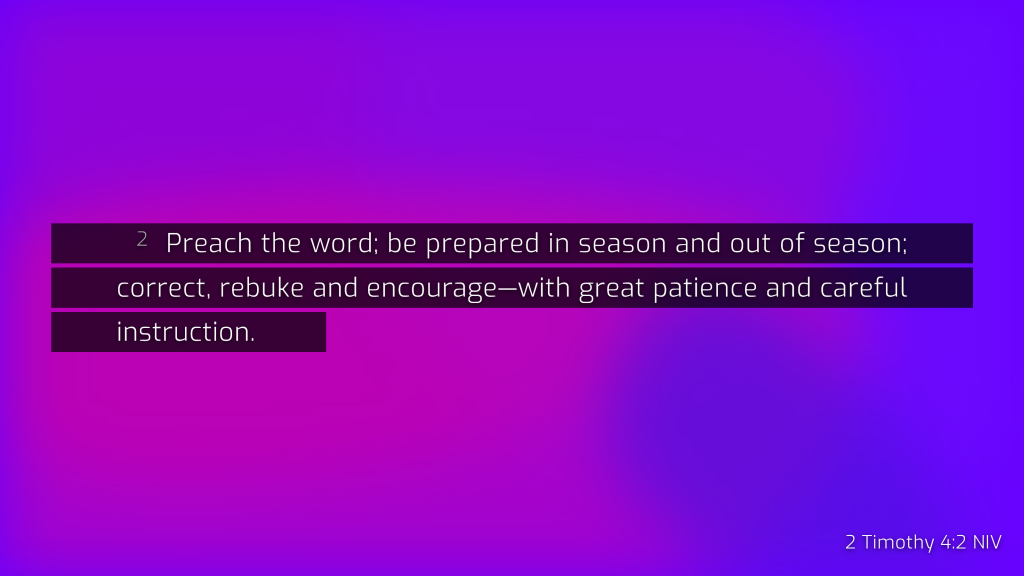 2 Preach the word; be prepared in season and out of season;
correct, rebuke and encourage—with great patience and careful
instruction.
2 Timothy 4:2 NIV